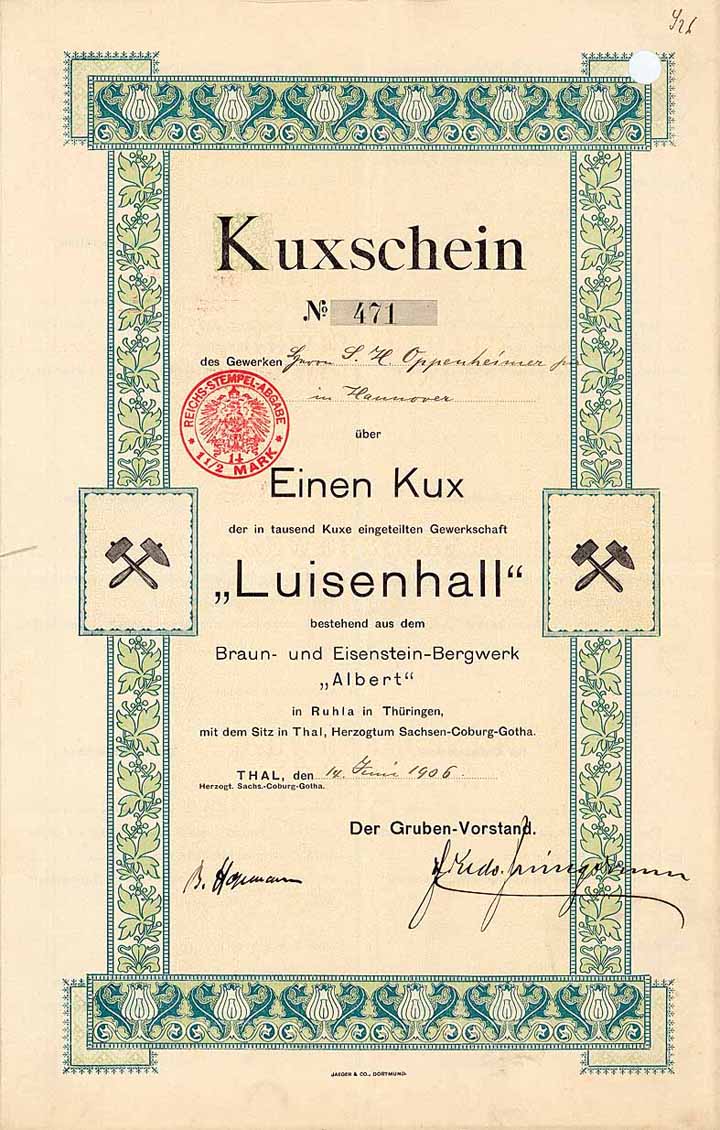 Kuxschein
№ 471
des Gewerken Herrn S. H. Oppenheimer
in Hannover
REICHS-STEMPEL-ABGABE
14
* 1 1/2 MARK *
über
Einen Kux
der in tausend Kuxe eingeteilten Gewerkschaft
„Luisenhall“
bestehend aus dem
Braun- und Eisenstein-Bergwerk
„Albert“
in Ruhla in Thüringen,
mit dem Sitz in Thal, Herzogtum Sachsen-Coburg-Gotha.
THAL, den 14. Juni 1906.
Herzogt. Sachs.-Coburg-Gotha.
Der Gruben-Vorstand.
JAEGER & CO., DORTMUND.